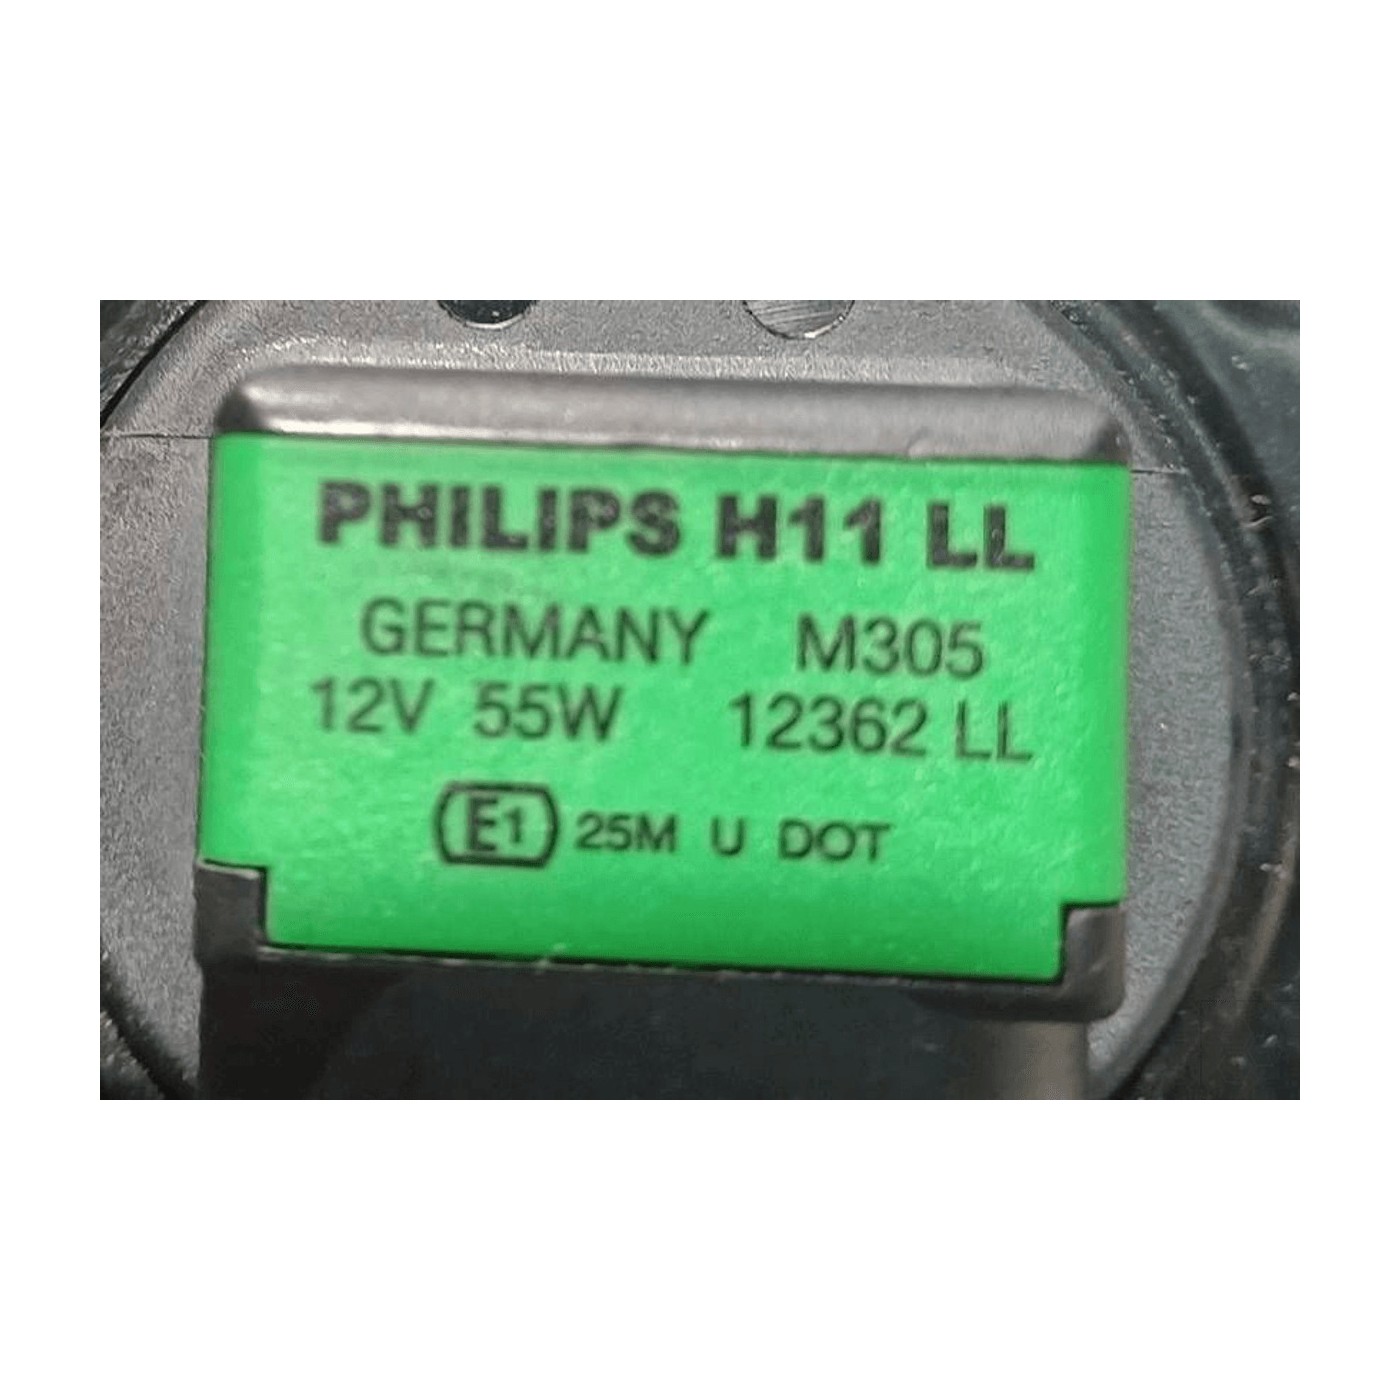 PHILIPS H11 LL
GERMANY M305
12V 55W 12362 LL
E1 25M U DOT